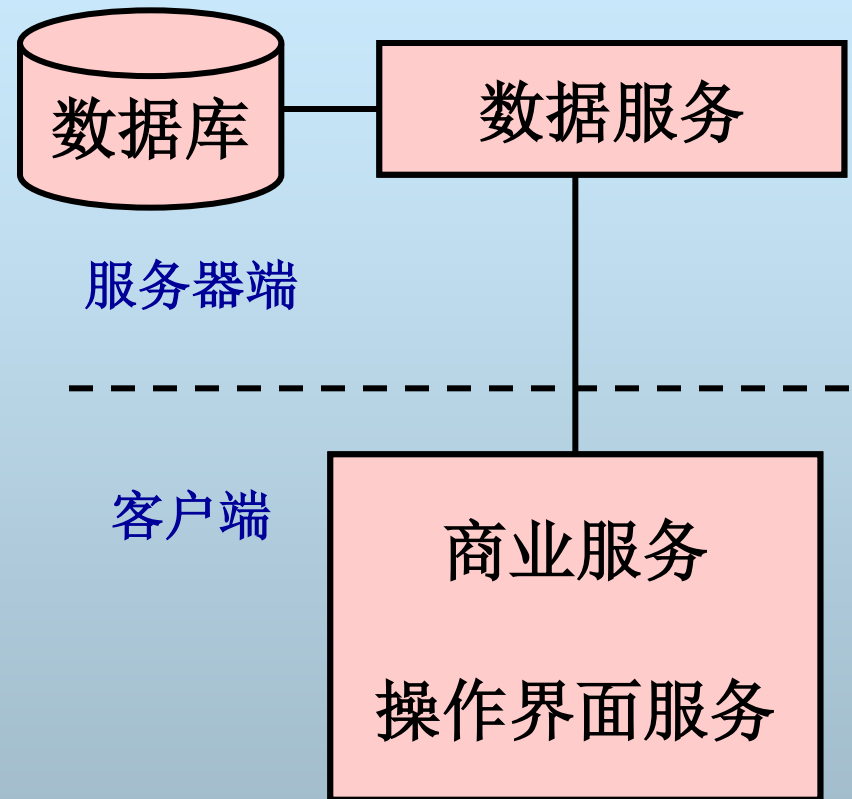 数据库
数据服务
服务器端
客户端
商业服务
操作界面服务